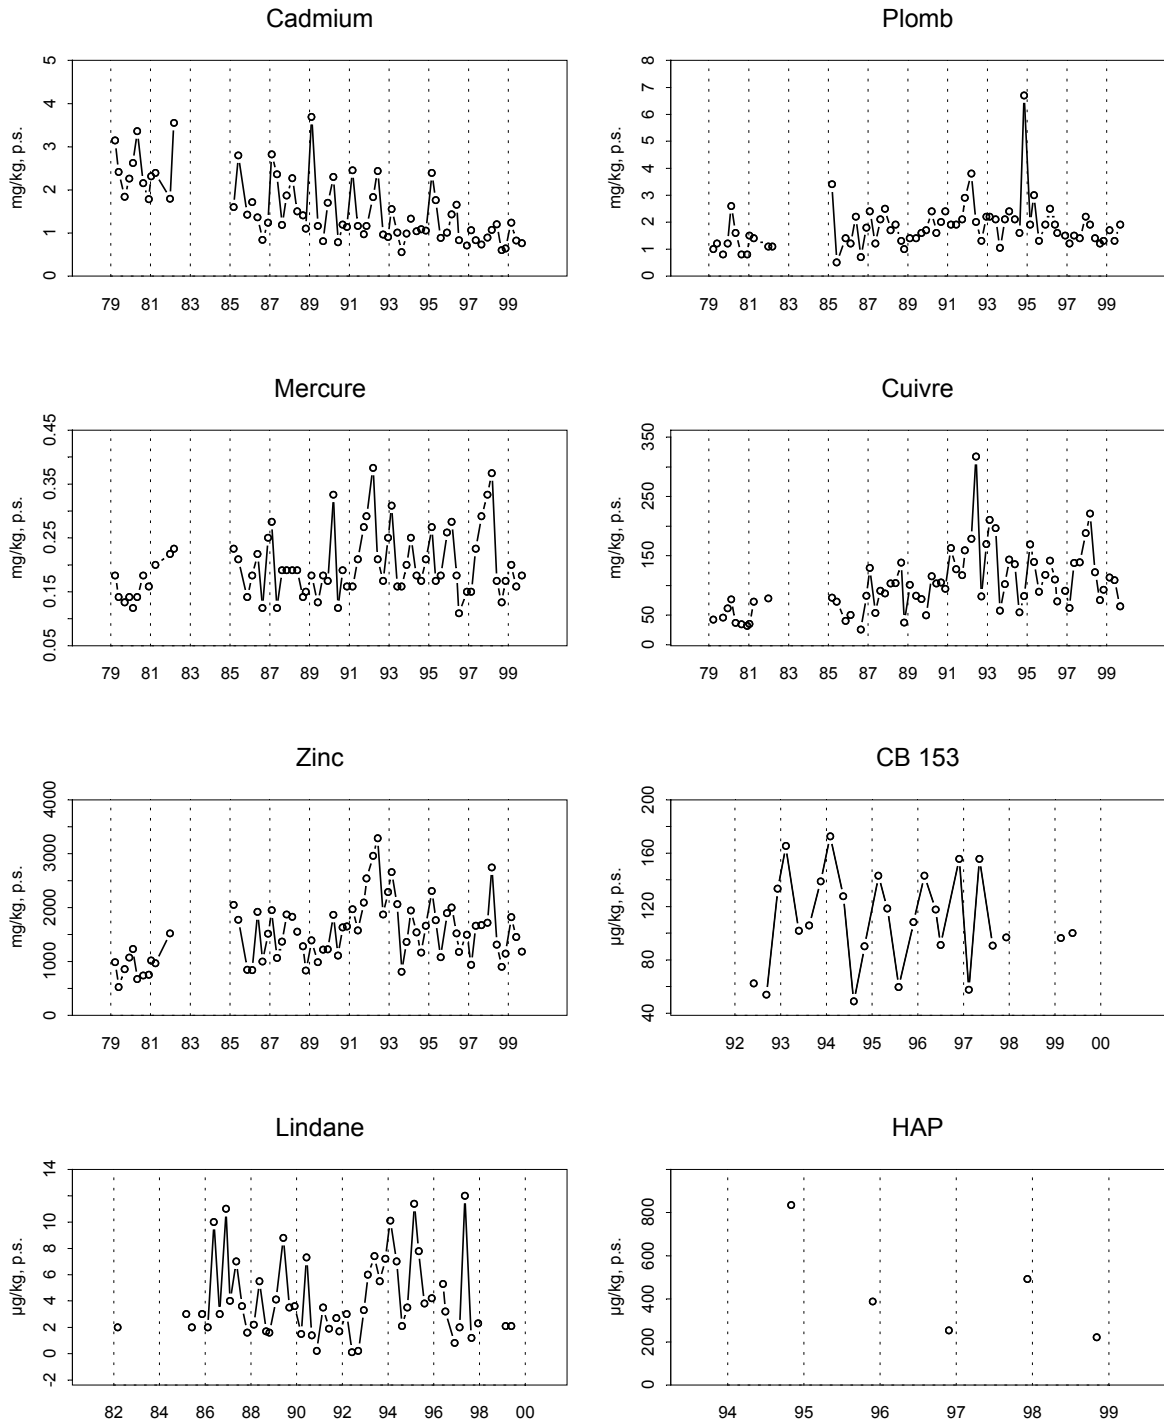 Cadmium
mg/kg, p.s.
5
4
3
2
1
0
79 81 83 85 87 89 91 93 95 97 99
Plomb
mg/kg, p.s.
8
7
6
5
4
3
2
1
0
79 81 83 85 87 89 91 93 95 97 99
Mercure
mg/kg, p.s.
0.45
0.35
0.25
0.15
0.05
79 81 83 85 87 89 91 93 95 97 99
Cuivre
mg/kg, p.s.
350
250
150
50
0
79 81 83 85 87 89 91 93 95 97 99
Zinc
mg/kg, p.s.
4000
3000
2000
1000
0
79 81 83 85 87 89 91 93 95 97 99
CB 153
µg/kg, p.s.
200
160
120
80
40
92 93 94 95 96 97 98 99 00
Lindane
µg/kg, p.s.
14
10
8
6
4
2
0
-2
82 84 86 88 90 92 94 96 98 00
HAP
µg/kg, p.s.
800
600
400
200
0
94 95 96 97 98 99